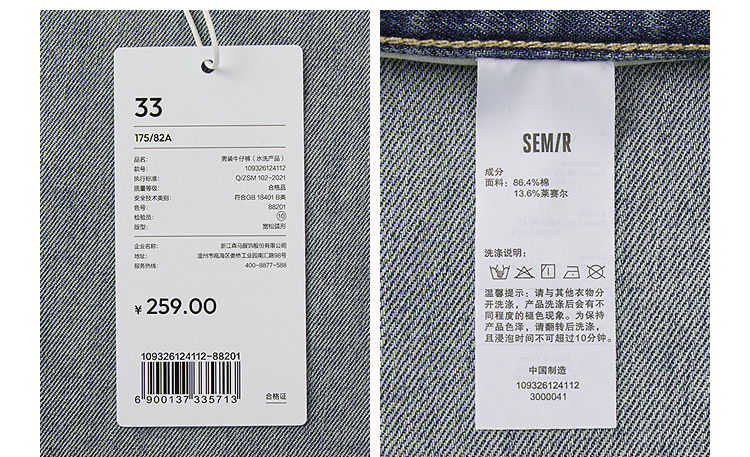 33
175/82A
品名: 男装牛仔裤（水洗产品）
款号: 109326124112
执行标准: Q/ZSM 102-2021
质量等级: 合格品
安全技术类别: 符合GB 18401 B类
色号: 88201
检验员: ⑩
版型: 宽松弧形
企业名称: 浙江森马服饰股份有限公司
地址: 温州市瓯海区娄桥工业园南汇路98号
服务热线: 400-8877-588
¥ 259.00
109326124112-88201
6 900137 335713
合格证
SEM/R
成分
面料: 86.4%棉
13.6%莱赛尔
洗涤说明:
温馨提示: 请与其他衣物分
开洗涤，产品洗涤后会有不
同程度的褪色现象。为保持
产品色泽，请翻转后洗涤，
且浸泡时间不可超过10分钟。
中国制造
109326124112
3000041